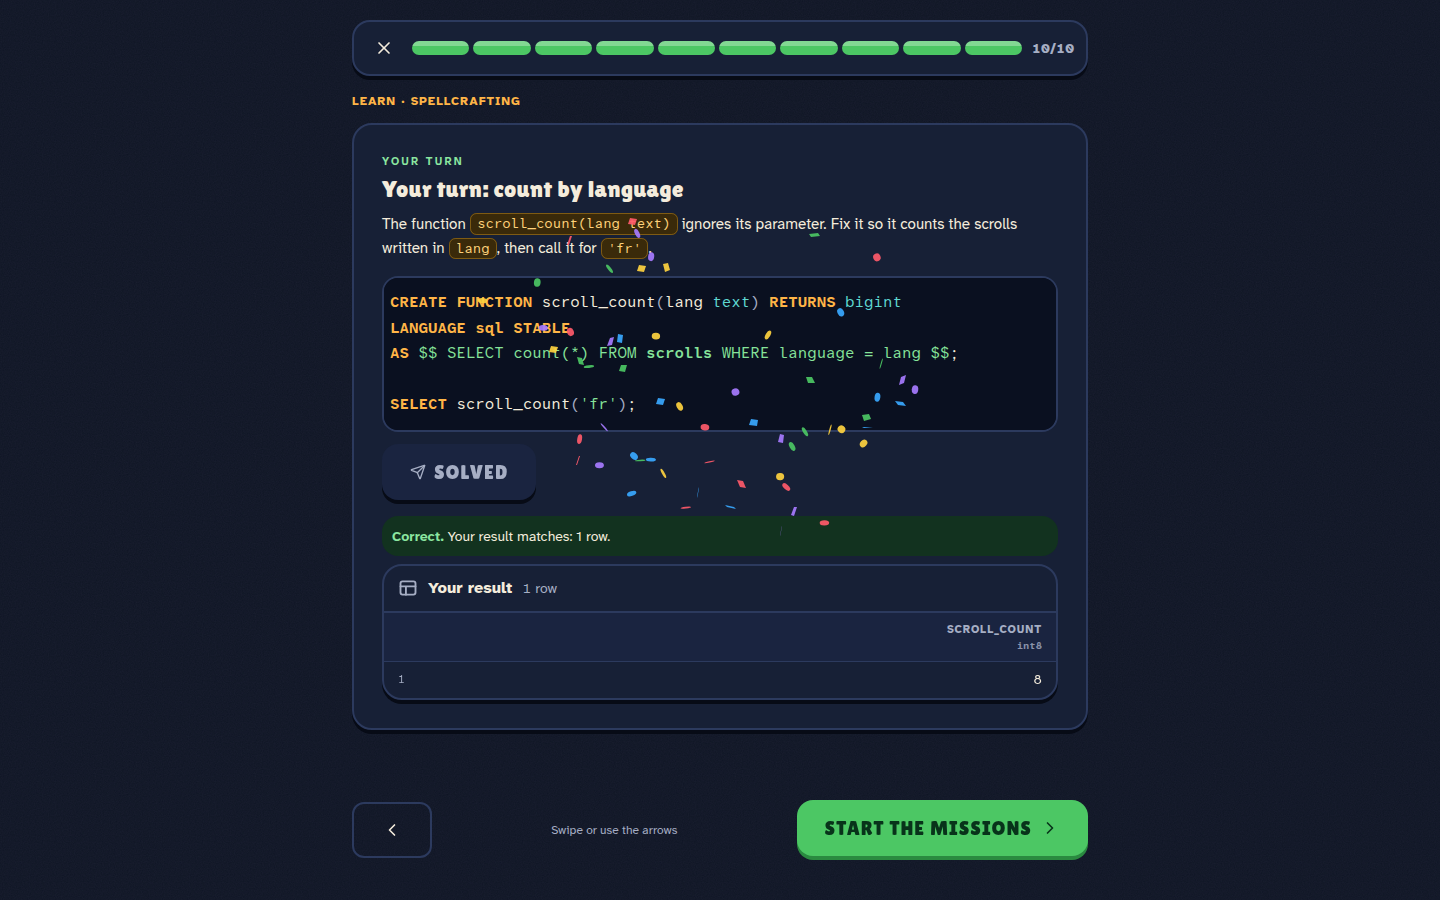 10/10
LEARN · SPELLCRAFTING
YOUR TURN
Your turn: count by language
The function scroll_count(lang text) ignores its parameter. Fix it so it counts the scrolls
written in lang, then call it for 'fr'.
CREATE FUNCTION scroll_count(lang text) RETURNS bigint
LANGUAGE sql STABLE
AS $$ SELECT count(*) FROM scrolls WHERE language = lang $$;
SELECT scroll_count('fr');
SOLVED
Correct. Your result matches: 1 row.
Your result 1 row
SCROLL_COUNT
int8
1 8
Swipe or use the arrows
START THE MISSIONS